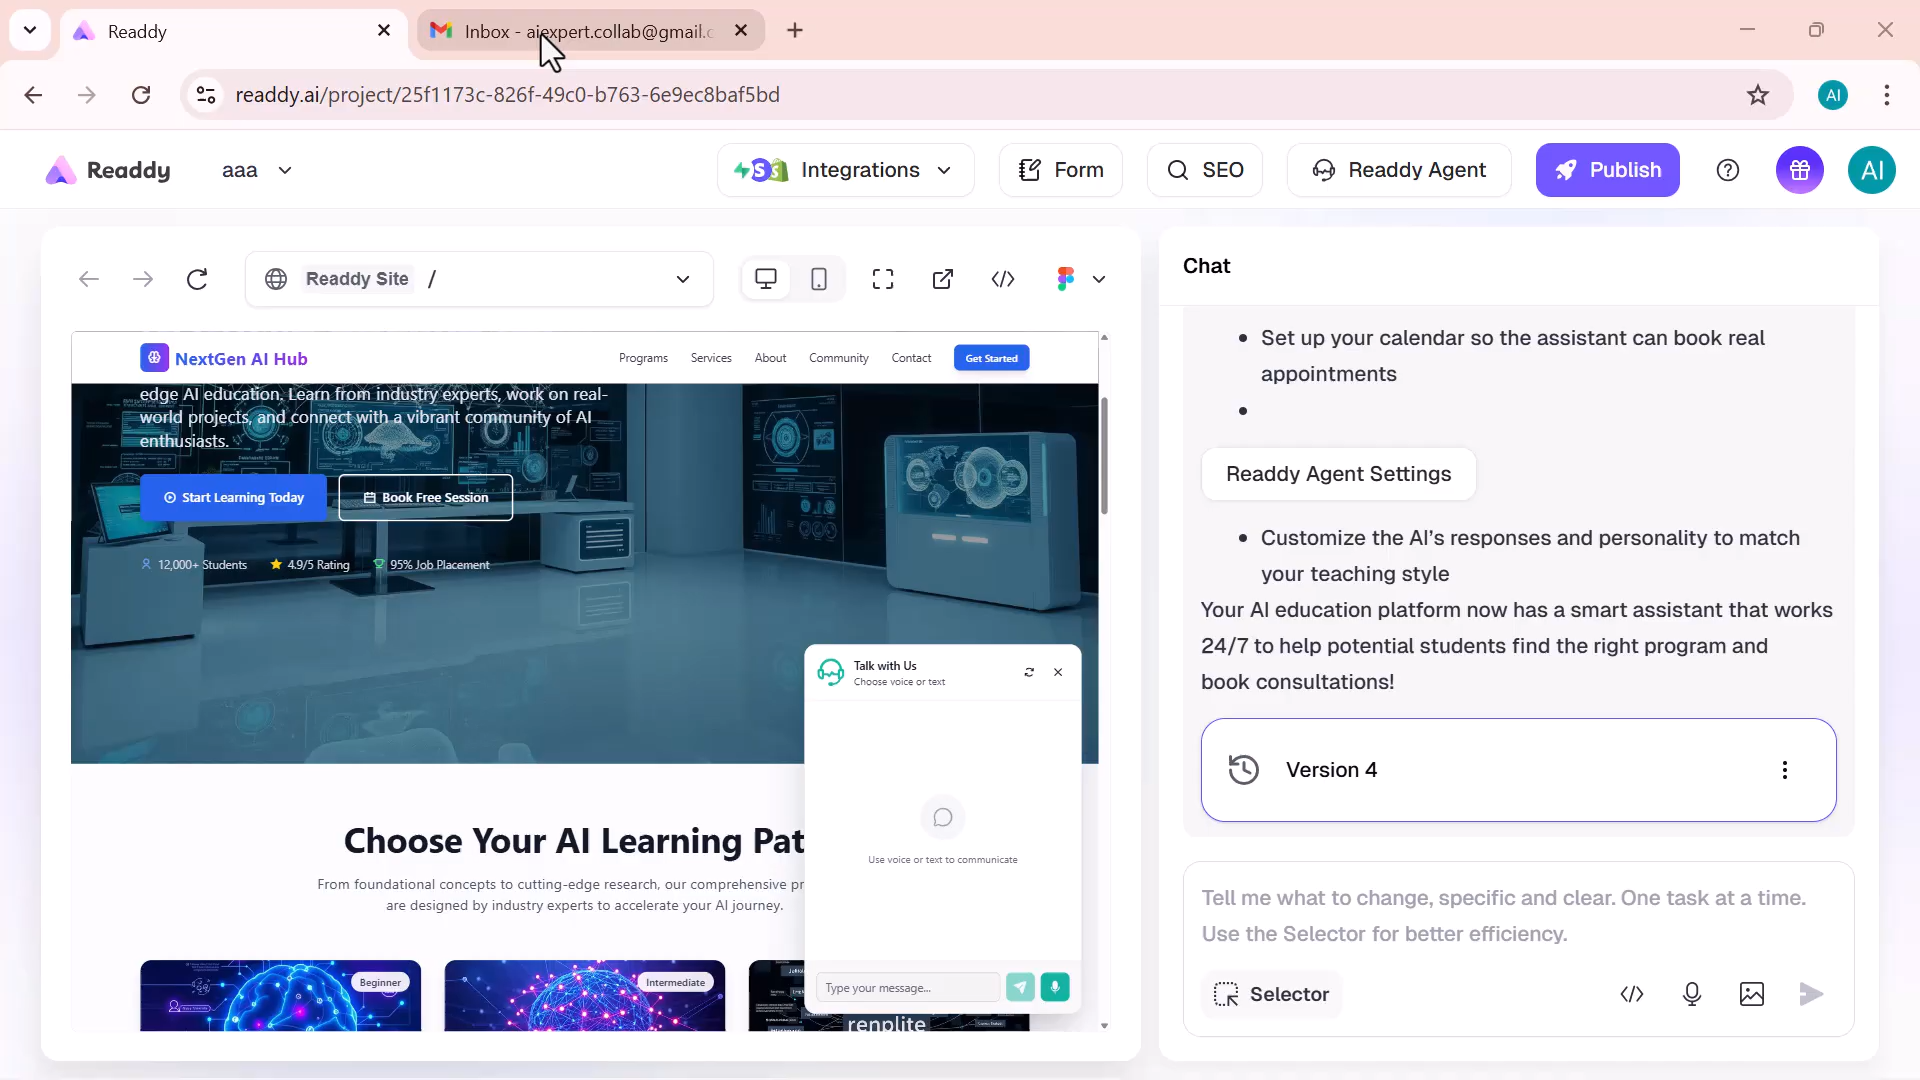 Readdy
Inbox - aiexpert.collab@gmail.c
readdy.ai/project/25f1173c-826f-49c0-b763-6e9ec8baf5bd
AI
Readdy
aaa
Integrations
Form
SEO
Readdy Agent
Publish
AI
Readdy Site /
NextGen AI Hub
Programs
Services
About
Community
Contact
Get Started
edge AI education. Learn from industry experts, work on real-
world projects, and connect with a vibrant community of AI
enthusiasts.
Start Learning Today
Book Free Session
12,000+ Students
4.9/5 Rating
95% Job Placement
Talk with Us
Choose voice or text
Use voice or text to communicate
Type your message...
Choose Your AI Learning Pat
From foundational concepts to cutting-edge research, our comprehensive pr
are designed by industry experts to accelerate your AI journey.
Beginner
Intermediate
renplite
Chat
Set up your calendar so the assistant can book real
appointments
Readdy Agent Settings
Customize the AI’s responses and personality to match
your teaching style
Your AI education platform now has a smart assistant that works
24/7 to help potential students find the right program and
book consultations!
Version 4
Tell me what to change, specific and clear. One task at a time.
Use the Selector for better efficiency.
Selector